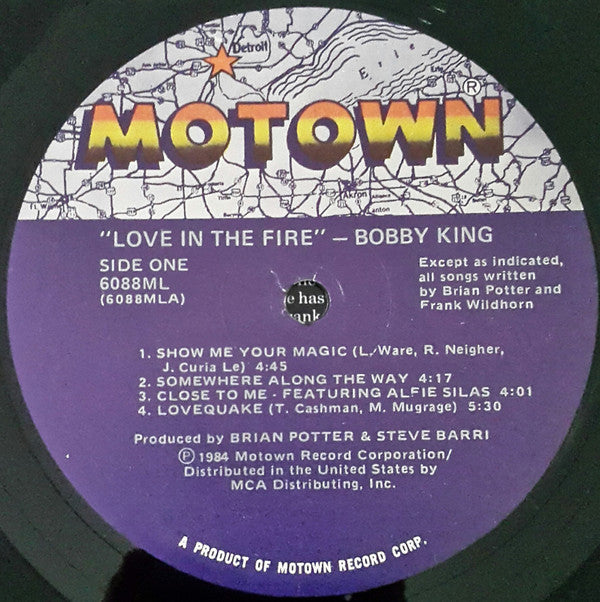 Detroit
Erie
®
MOTOWN
Akron
"LOVE IN THE FIRE" – BOBBY KING
SIDE ONE
6088ML
(6088MLA)
Except as indicated,
all songs written
by Brian Potter and
Frank Wildhorn
e has
ank
1. SHOW ME YOUR MAGIC (L. Ware, R. Neigher,
J. Curia Le) 4:45
2. SOMEWHERE ALONG THE WAY 4:17
3. CLOSE TO ME - FEATURING ALFIE SILAS 4:01
4. LOVEQUAKE (T. Cashman, M. Mugrage) 5:30
Produced by BRIAN POTTER & STEVE BARRI
Ⓟ 1984 Motown Record Corporation/
Distributed in the United States by
MCA Distributing, Inc.
A PRODUCT OF MOTOWN RECORD CORP.